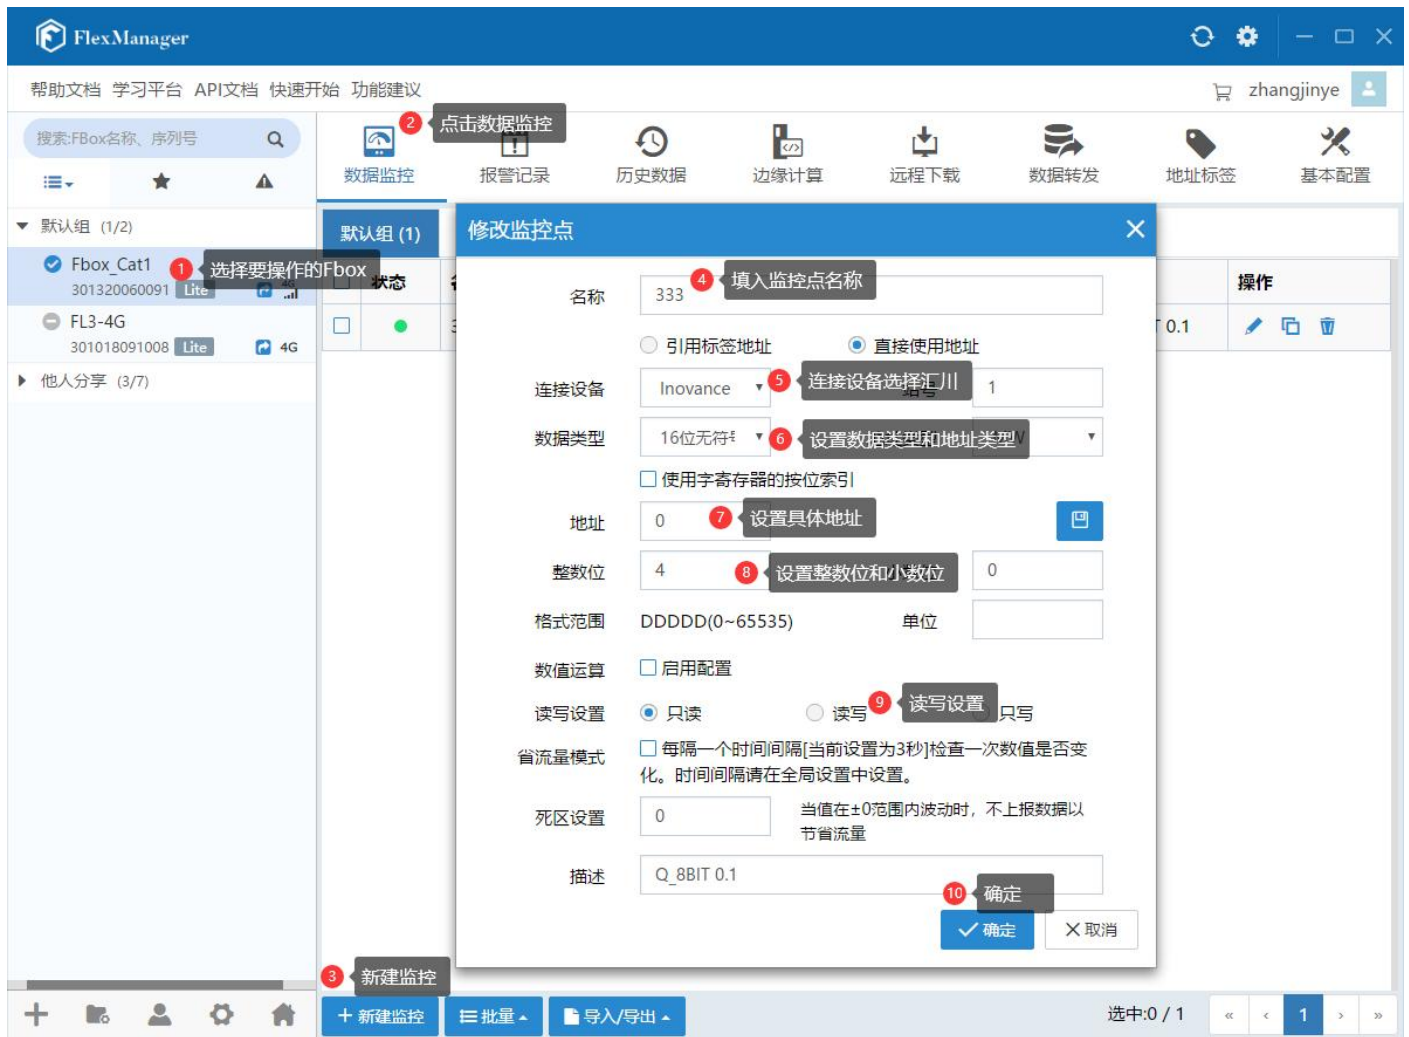 FlexManager
帮助文档 学习平台 API文档 快速开始 功能建议
zhangjinye
搜索:FBox名称、序列号
2 点击数据监控
数据监控 报警记录 历史数据 边缘计算 远程下载 数据转发 地址标签 基本配置
默认组 (1/2)
Fbox_Cat1
301320060091 Lite 4G
1 选择要操作的Fbox
FL3-4G
301018091008 Lite 4G
他人分享 (3/7)
默认组 (1)
状态
操作
0.1
修改监控点
名称 333
4 填入监控点名称
引用标签地址 直接使用地址
连接设备 Inovance
5 连接设备选择汇川
站号 1
数据类型 16位无符
6 设置数据类型和地址类型
使用字寄存器的按位索引
地址 0
7 设置具体地址
整数位 4
8 设置整数位和小数位
0
格式范围 DDDDD(0~65535) 单位
数值运算 启用配置
读写设置 只读 读写 只写
9 读写设置
省流量模式 每隔一个时间间隔[当前设置为3秒]检查一次数值是否变
化。时间间隔请在全局设置中设置。
死区设置 0 当值在±0范围内波动时，不上报数据以
节省流量
描述 Q_8BIT 0.1
10 确定
确定 取消
3 新建监控
新建监控 批量 导入/导出
选中:0 / 1 « ‹ 1 › »